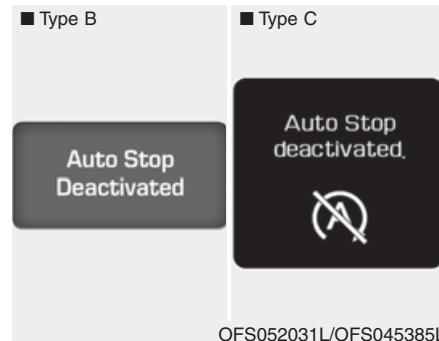 ■ Type B
■ Type C
Auto Stop
Deactivated
Auto Stop
deactivated.
A
OFS052031L/OFS045385L